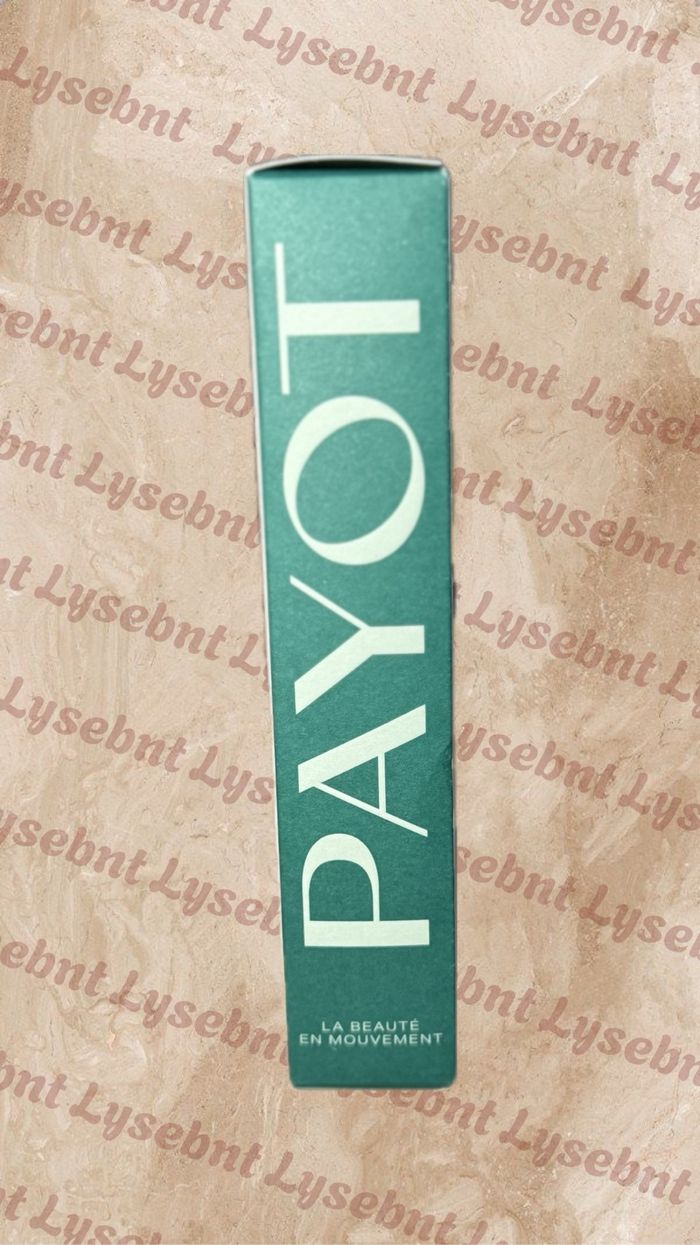 Lysebnt
PAYOT
LA BEAUTÉ
EN MOUVEMENT